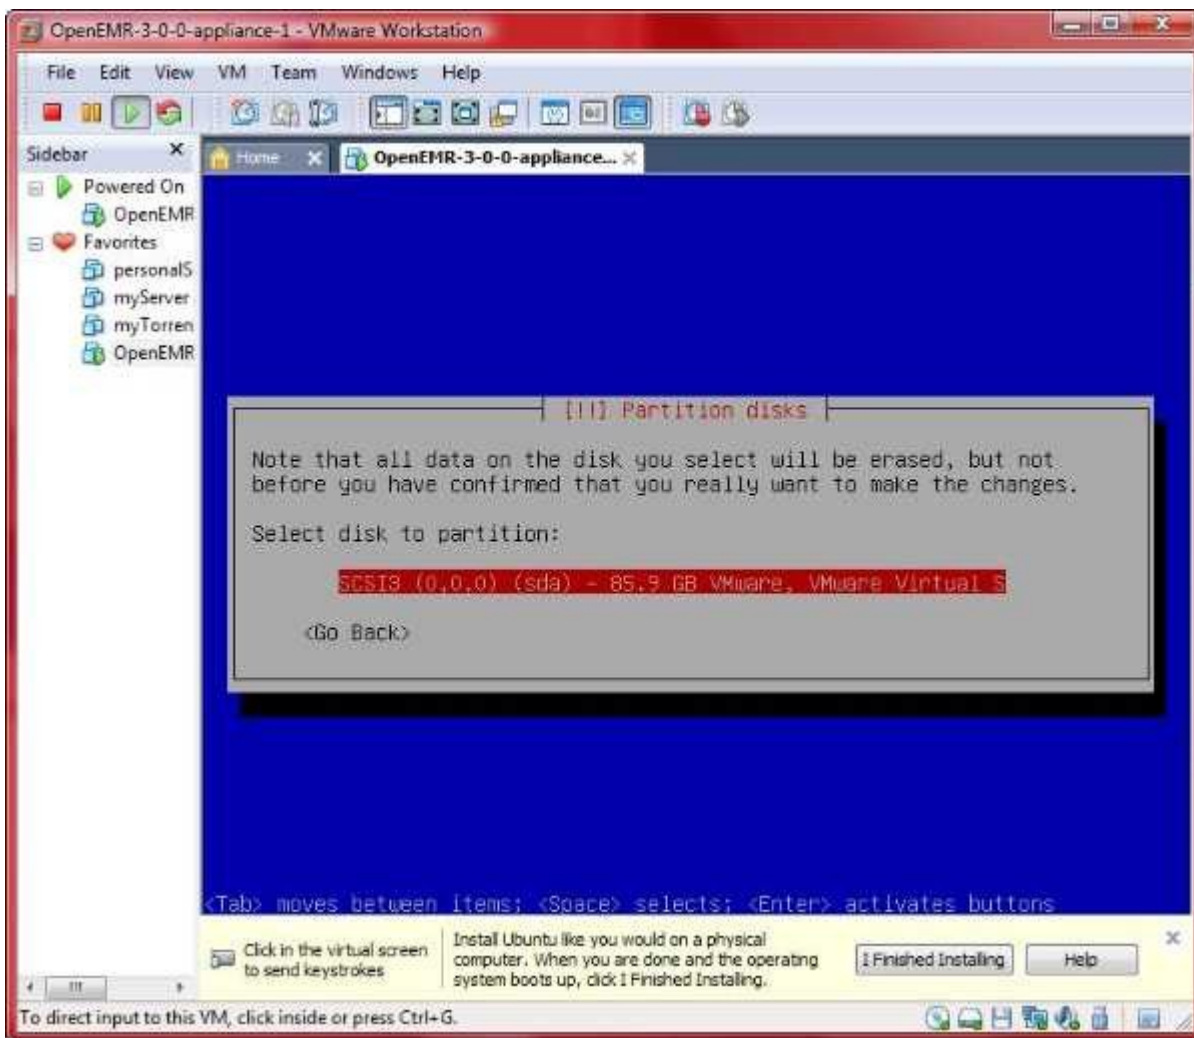 OpenEMR-3-0-0-appliance-1 - VMware Workstation
File Edit View VM Team Windows Help
Sidebar
Home
OpenEMR-3-0-0-appliance...
Powered On
OpenEMR
Favorites
personalS
myServer
myTorren
OpenEMR
[!!] Partition disks
Note that all data on the disk you select will be erased, but not
before you have confirmed that you really want to make the changes.
Select disk to partition:
SCSI3 (0,0,0) (sda) - 85.9 GB VMware, VMware Virtual S
<Go Back>
<Tab> moves between items; <Space> selects; <Enter> activates buttons
Click in the virtual screen
to send keystrokes
Install Ubuntu like you would on a physical
computer. When you are done and the operating
system boots up, click I Finished Installing.
I Finished Installing
Help
To direct input to this VM, click inside or press Ctrl+G.